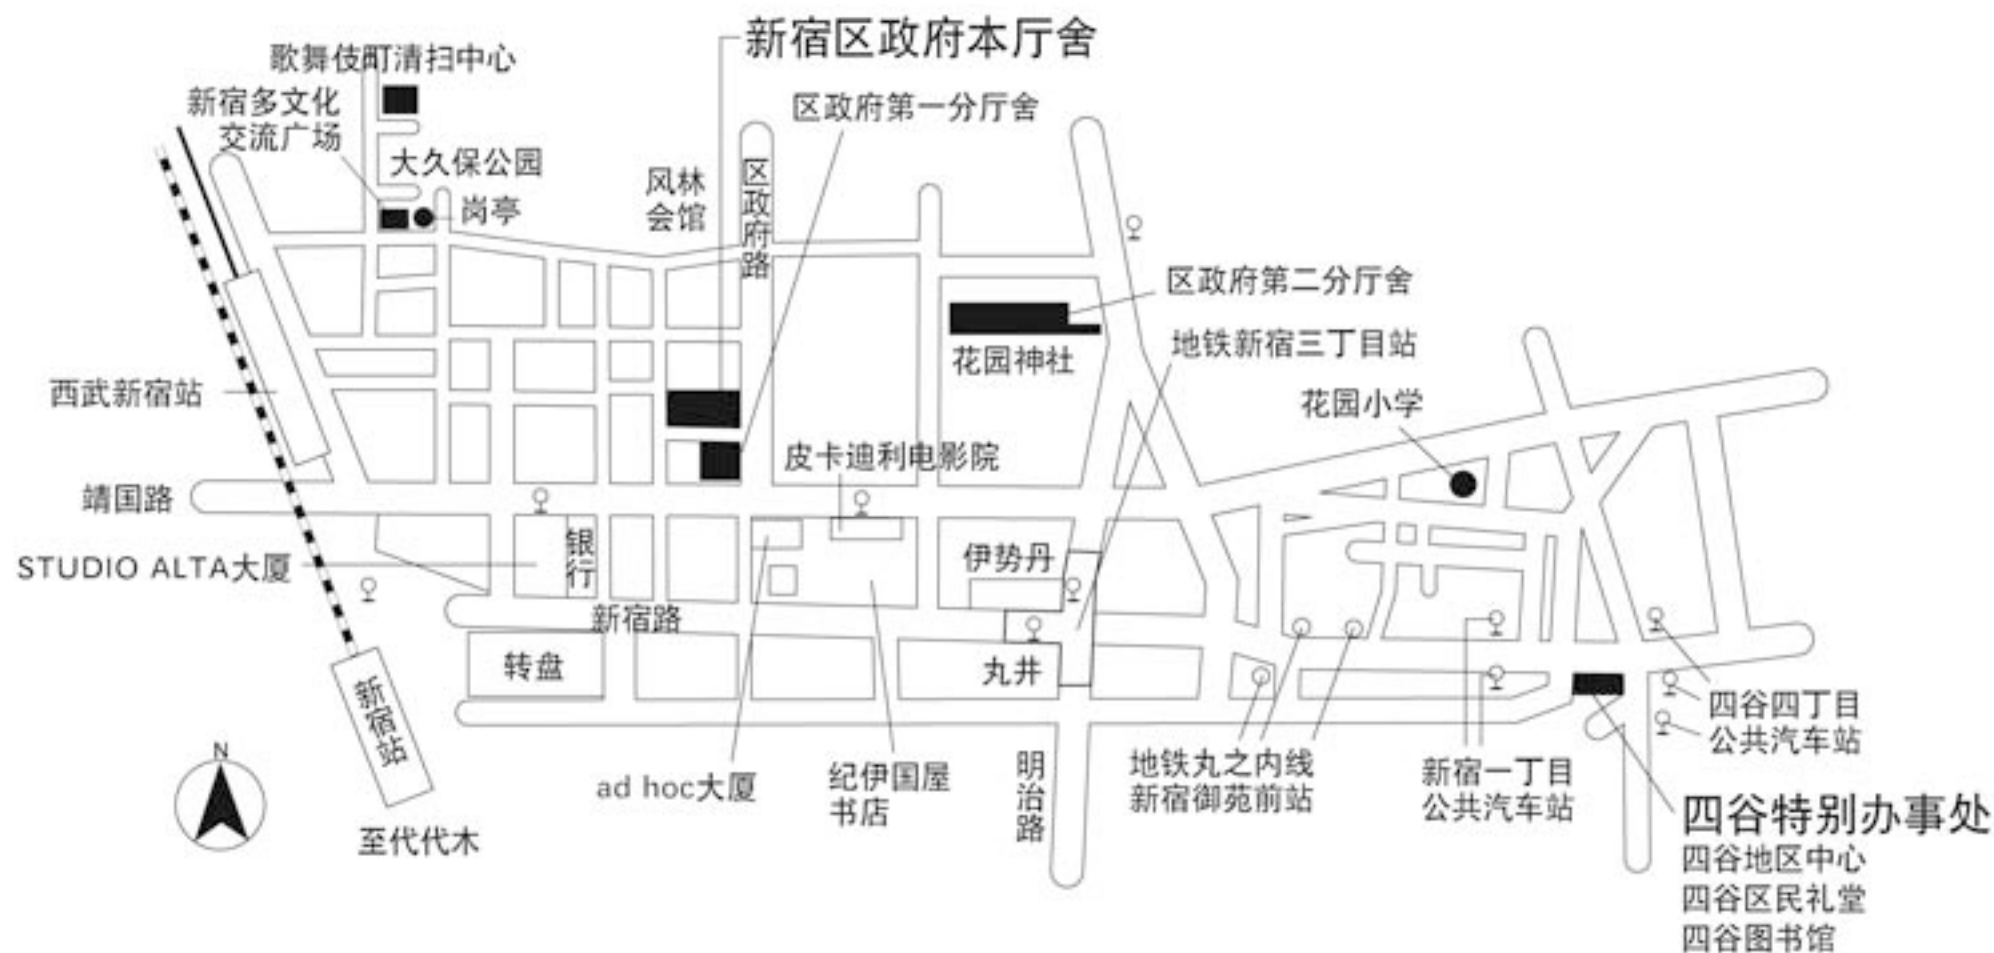 新宿区政府本厅舍
歌舞伎町清扫中心
新宿多文化
交流广场
区政府第一分厅舍
大久保公园
岗亭
风林
会馆
区政府路
区政府第二分厅舍
花园神社
地铁新宿三丁目站
花园小学
西武新宿站
皮卡迪利电影院
靖国路
STUDIO ALTA大厦
银行
伊势丹
新宿路
转盘
丸井
新宿站
N
至代代木
ad hoc大厦
纪伊国屋
书店
明治路
地铁丸之内线
新宿御苑前站
新宿一丁目
公共汽车站
四谷四丁目
公共汽车站
四谷特别办事处
四谷地区中心
四谷区民礼堂
四谷图书馆